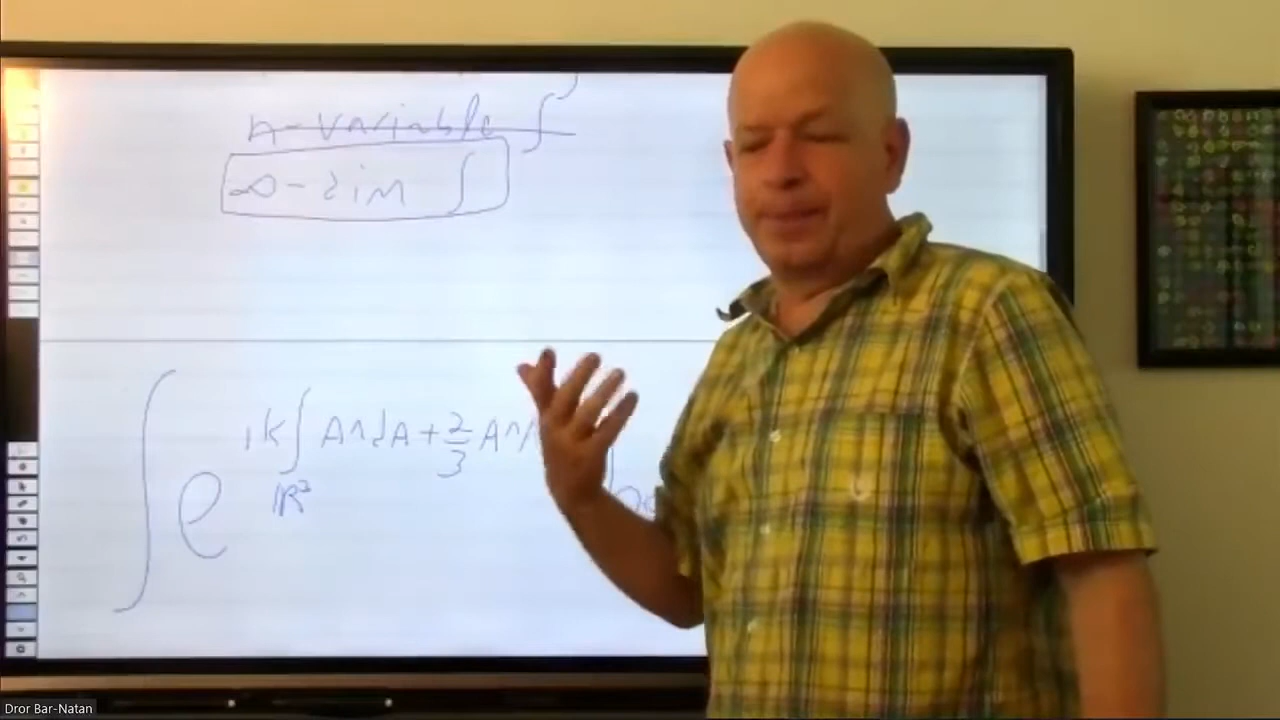 n-variable ∫
∞-dim ∫
∫ e ik∫ A∧dA + 2/3 A∧
ℝ³
Dror Bar-Natan